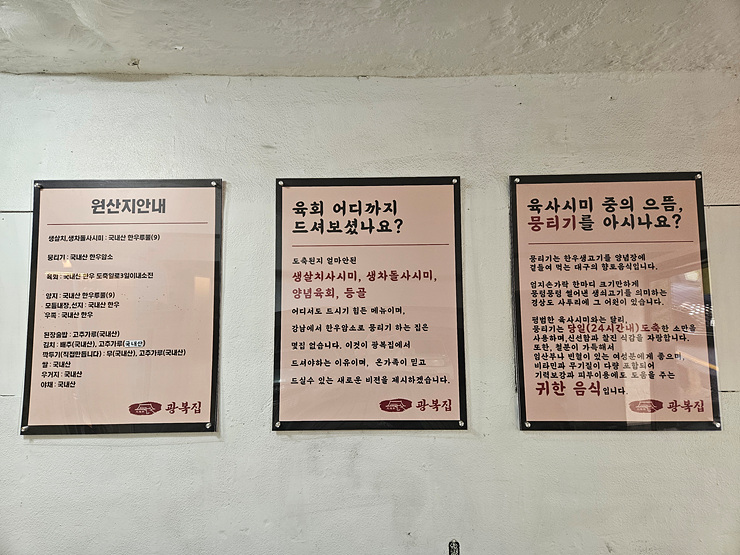 원산지안내
생살치,생차돌사시미 : 국내산 한우투뿔(9)
뭉티기 : 국내산 한우암소
육회 : 국내산 한우 도축일로3일이내소진
양지 : 국내산 한우투뿔(9)
모듬내장,선지 : 국내산 한우
우족 : 국내산 한우
된장술밥 : 고추가루(국내산)
김치 : 배추(국내산), 고추가루(국내산)
깍두기(직접만듭니다) : 무(국내산), 고추가루(국내산)
쌀 : 국내산
우거지 : 국내산
야채 : 국내산
광복집
육회 어디까지
드셔보셨나요?
도축된지 얼마안된
생살치사시미, 생차돌사시미,
양념육회, 등골
어디서도 드시기 힘든 메뉴이며,
강남에서 한우암소로 뭉티기 하는 집은
몇집 없습니다. 이것이 광복집에서
드셔야하는 이유이며, 온가족이 믿고
드실수 있는 새로운 비전을 제시하겠습니다.
광복집
육사시미 중의 으뜸,
뭉티기를 아시나요?
뭉티기는 한우생고기를 양념장에
곁들어 먹는 대구의 향토음식입니다.
엄지손가락 한마디 크기만하게
뭉텅뭉텅 썰어낸 생쇠고기를 의미하는
경상도 사투리에 그 어원이 있습니다.
평범한 육사시미와는 달리,
뭉티기는 당일(24시간내) 도축한 소만을
사용하며, 신선함과 찰진 식감을 자랑합니다.
또한, 철분이 가득해서
임산부나 빈혈이 있는 여성분에게 좋으며,
비타민과 무기질이 다량 포함되어
기력보강과 피부미용에도 도움을 주는
귀한 음식입니다.
광복집